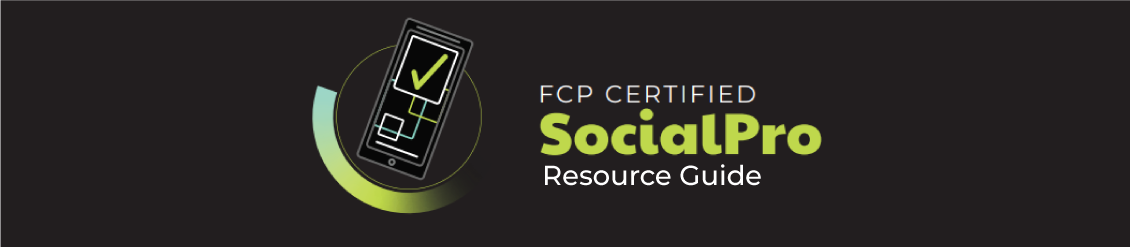 FCP CERTIFIED
SocialPro
Resource Guide